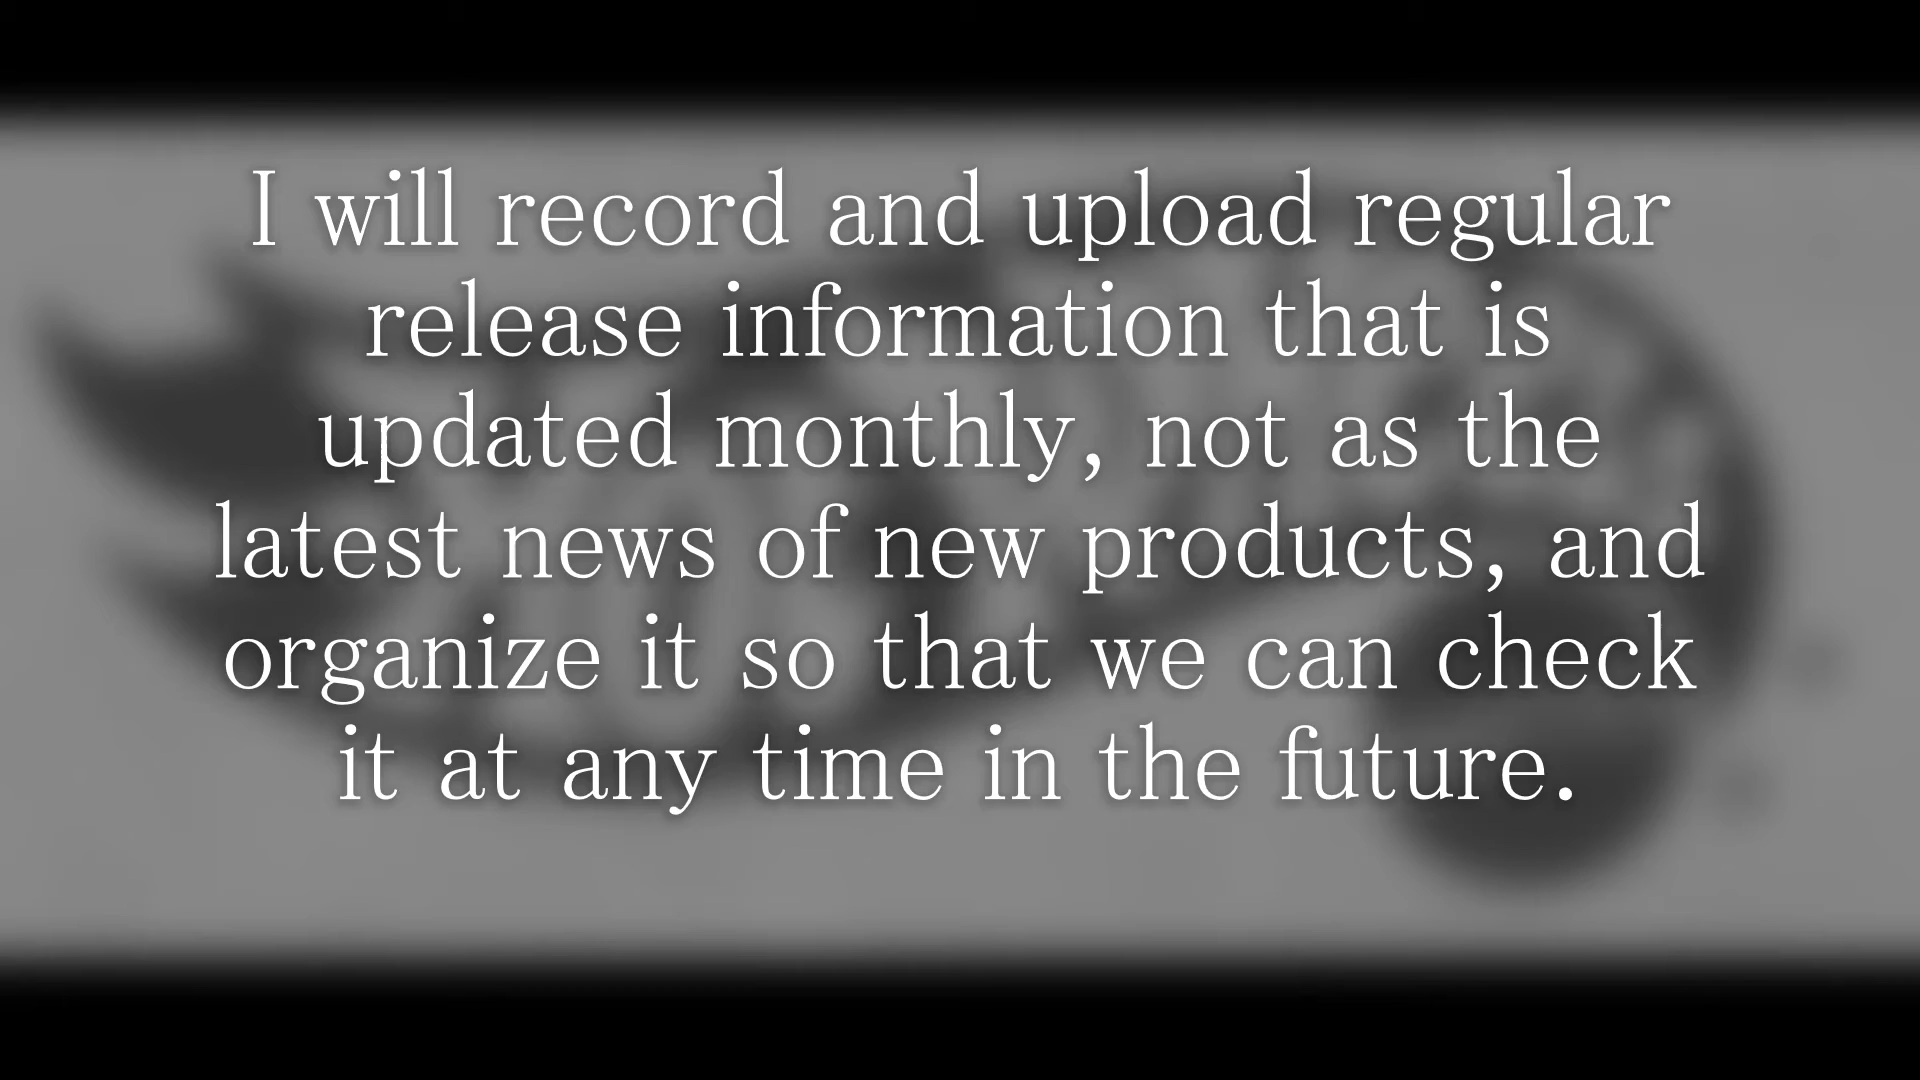 I will record and upload regular
release information that is
updated monthly, not as the
latest news of new products, and
organize it so that we can check
it at any time in the future.